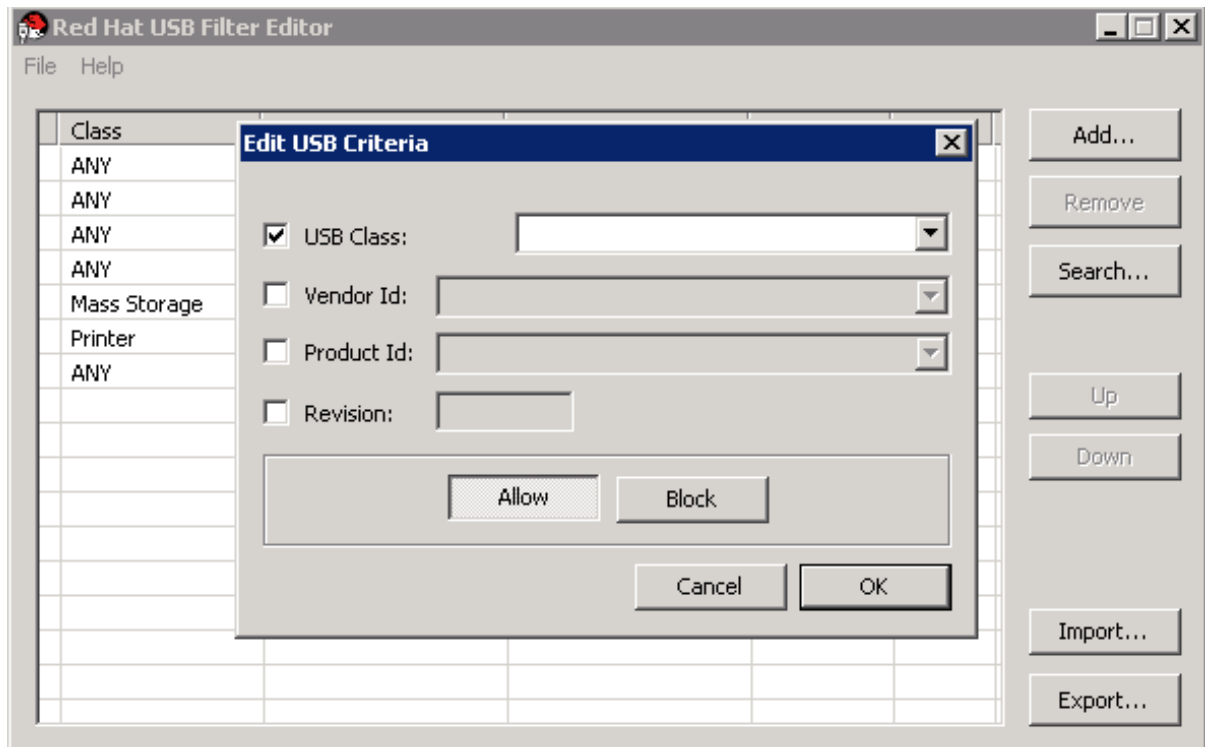 Red Hat USB Filter Editor
File Help
Class
ANY
ANY
ANY
ANY
Mass Storage
Printer
ANY
Edit USB Criteria
USB Class:
Vendor Id:
Product Id:
Revision:
Allow Block
Cancel OK
Add...
Remove
Search...
Up
Down
Import...
Export...